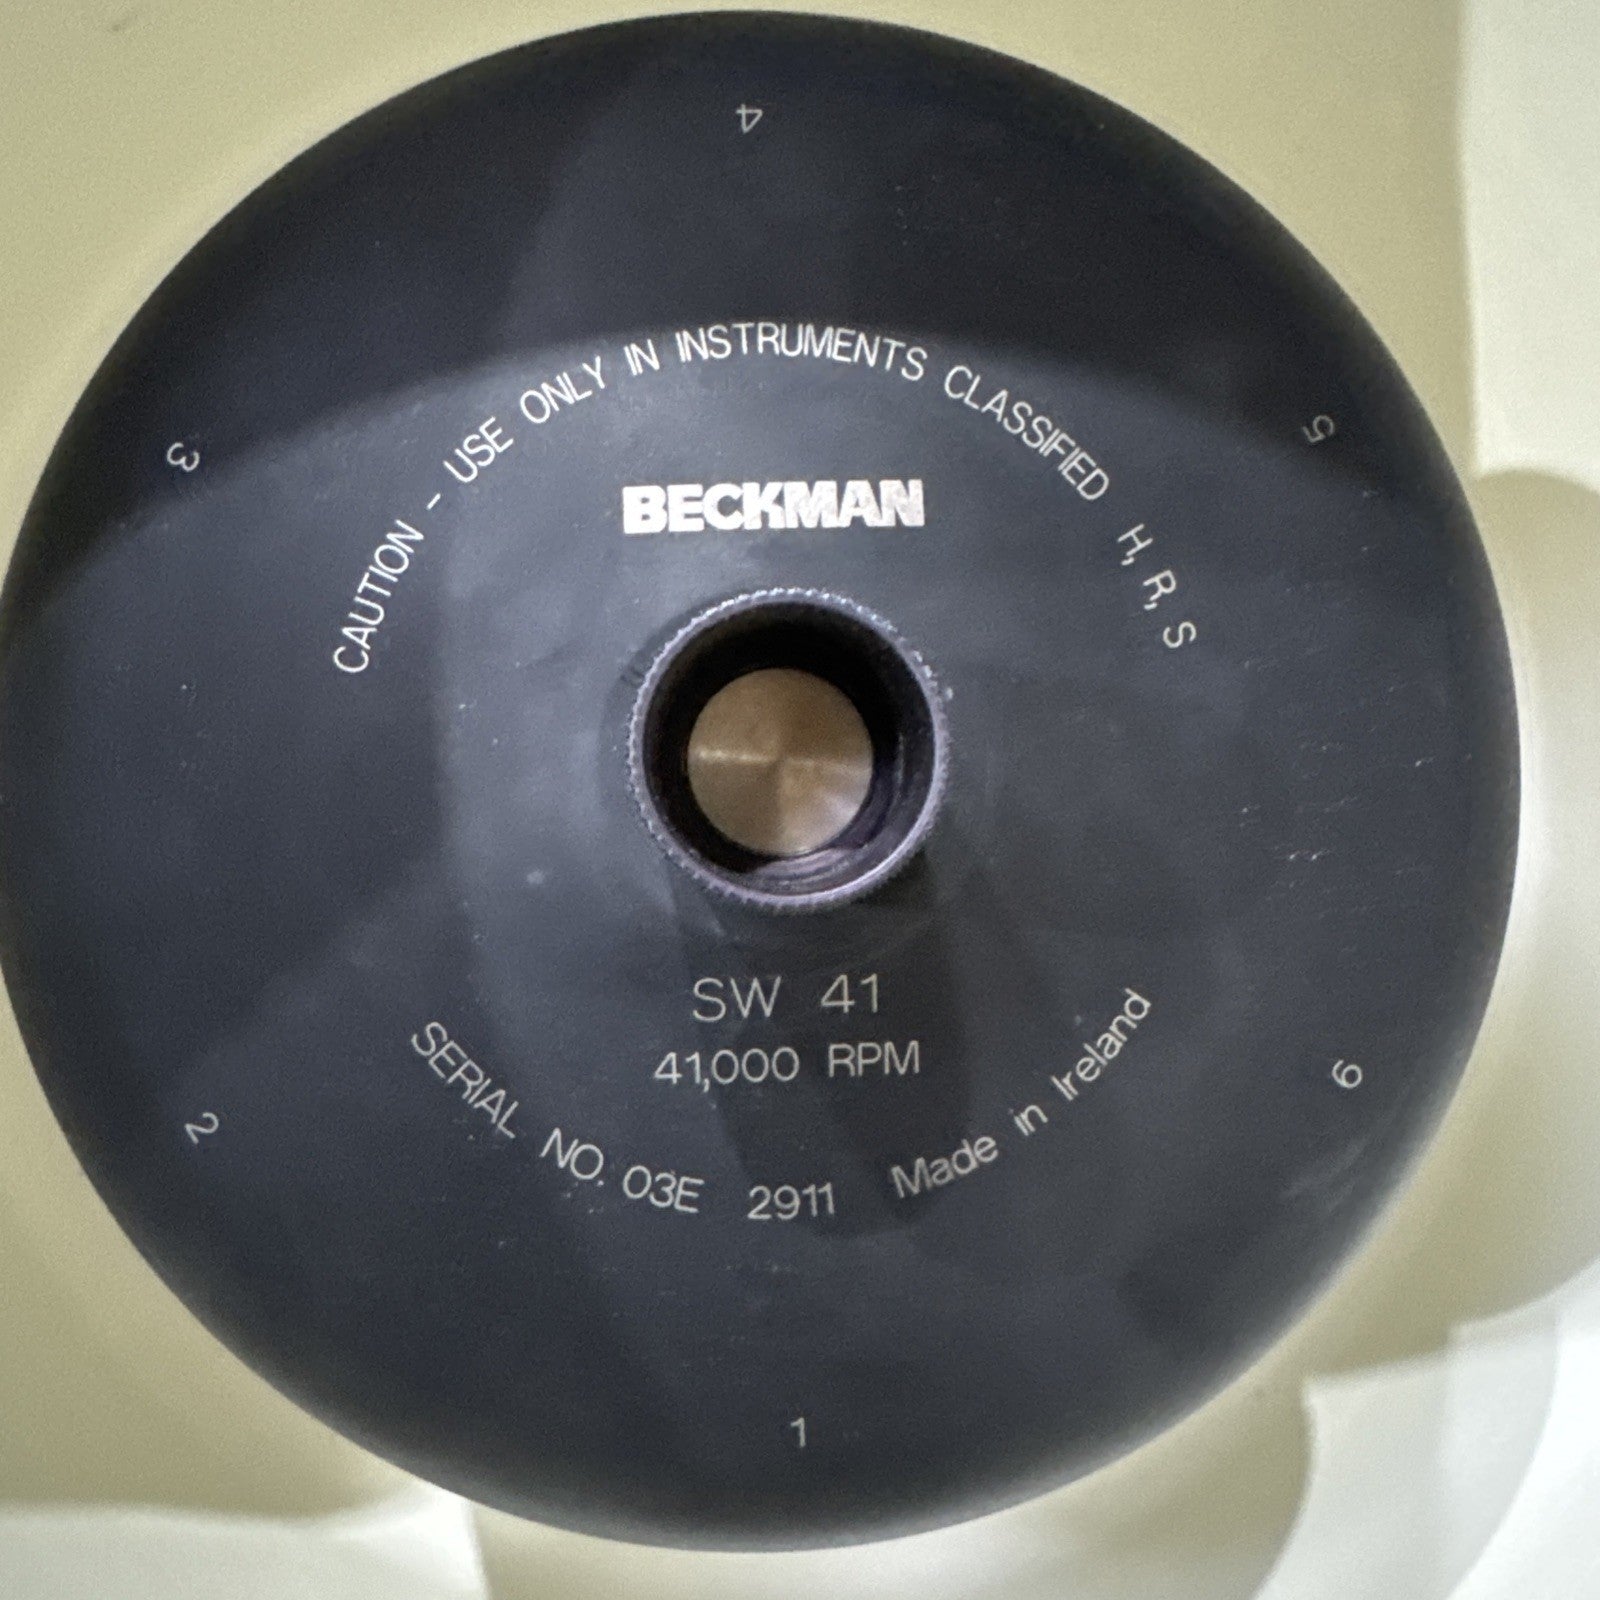 4
3
5
CAUTION - USE ONLY IN INSTRUMENTS CLASSIFIED H, R, S
BECKMAN
SW 41
41,000 RPM
SERIAL NO. 03E 2911 Made in Ireland
2
6
1